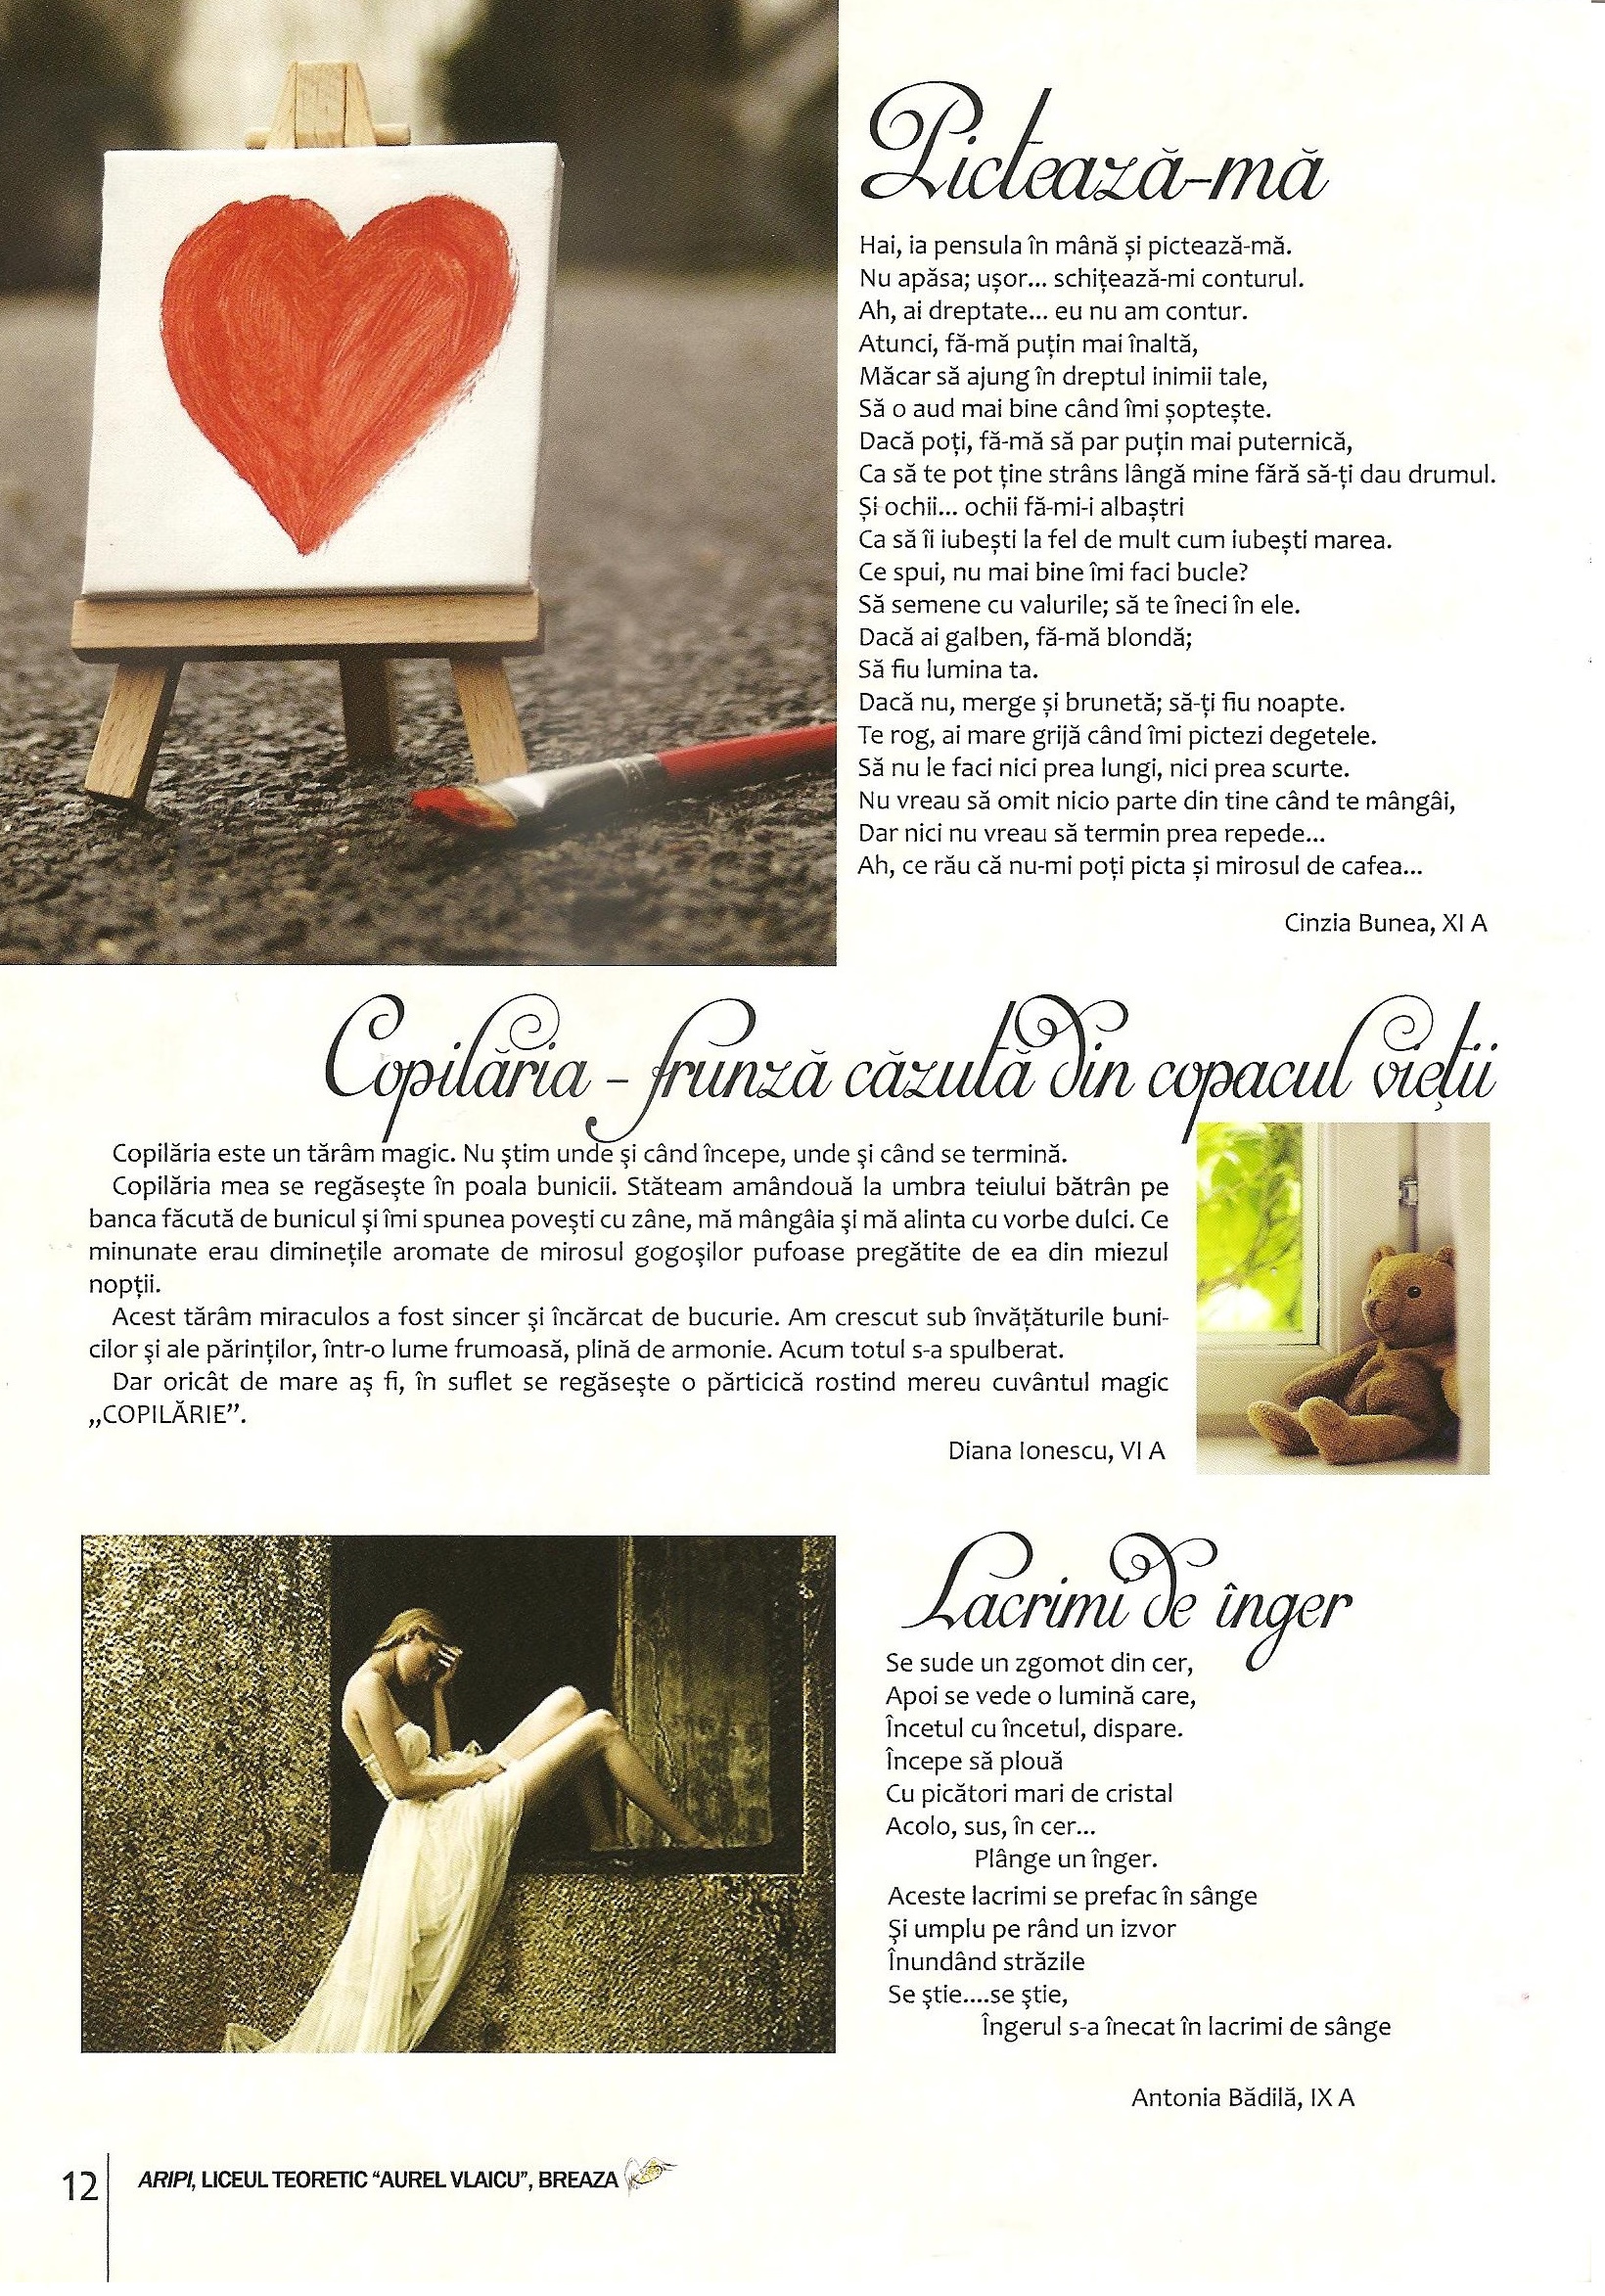 Pictează-mă
Hai, ia pensula în mână și pictează-mă.
Nu apăsa; ușor... schițează-mi conturul.
Ah, ai dreptate... eu nu am contur.
Atunci, fă-mă puțin mai înaltă,
Măcar să ajung în dreptul inimii tale,
Să o aud mai bine când îmi șoptește.
Dacă poți, fă-mă să par puțin mai puternică,
Ca să te pot ține strâns lângă mine fără să-ți dau drumul.
Și ochii... ochii fă-mi-i albaștri
Ca să îi iubești la fel de mult cum iubești marea.
Ce spui, nu mai bine îmi faci bucle?
Să semene cu valurile; să te îneci în ele.
Dacă ai galben, fă-mă blondă;
Să fiu lumina ta.
Dacă nu, merge și brunetă; să-ți fiu noapte.
Te rog, ai mare grijă când îmi pictezi degetele.
Să nu le faci nici prea lungi, nici prea scurte.
Nu vreau să omit nicio parte din tine când te mângâi,
Dar nici nu vreau să termin prea repede...
Ah, ce rău că nu-mi poți picta și mirosul de cafea...
Cinzia Bunea, XI A
Copilăria - frunză căzută din copacul vieții
Copilăria este un tărâm magic. Nu ştim unde şi când începe, unde şi când se termină.
Copilăria mea se regăseşte în poala bunicii. Stăteam amândouă la umbra teiului bătrân pe
banca făcută de bunicul şi îmi spunea poveşti cu zâne, mă mângâia şi mă alinta cu vorbe dulci. Ce
minunate erau dimineţile aromate de mirosul gogoşilor pufoase pregătite de ea din miezul
nopţii.
Acest tărâm miraculos a fost sincer şi încărcat de bucurie. Am crescut sub învăţăturile buni-
cilor şi ale părinţilor, într-o lume frumoasă, plină de armonie. Acum totul s-a spulberat.
Dar oricât de mare aş fi, în suflet se regăseşte o părticică rostind mereu cuvântul magic
„COPILĂRIE”.
Diana Ionescu, VI A
Lacrimi de înger
Se sude un zgomot din cer,
Apoi se vede o lumină care,
Încetul cu încetul, dispare.
Începe să plouă
Cu picători mari de cristal
Acolo, sus, în cer...
Plânge un înger.
Aceste lacrimi se prefac în sânge
Şi umplu pe rând un izvor
Înundând străzile
Se ştie....se ştie,
Îngerul s-a înecat în lacrimi de sânge
Antonia Bădilă, IX A
12
ARIPI, LICEUL TEORETIC “AUREL VLAICU”, BREAZA